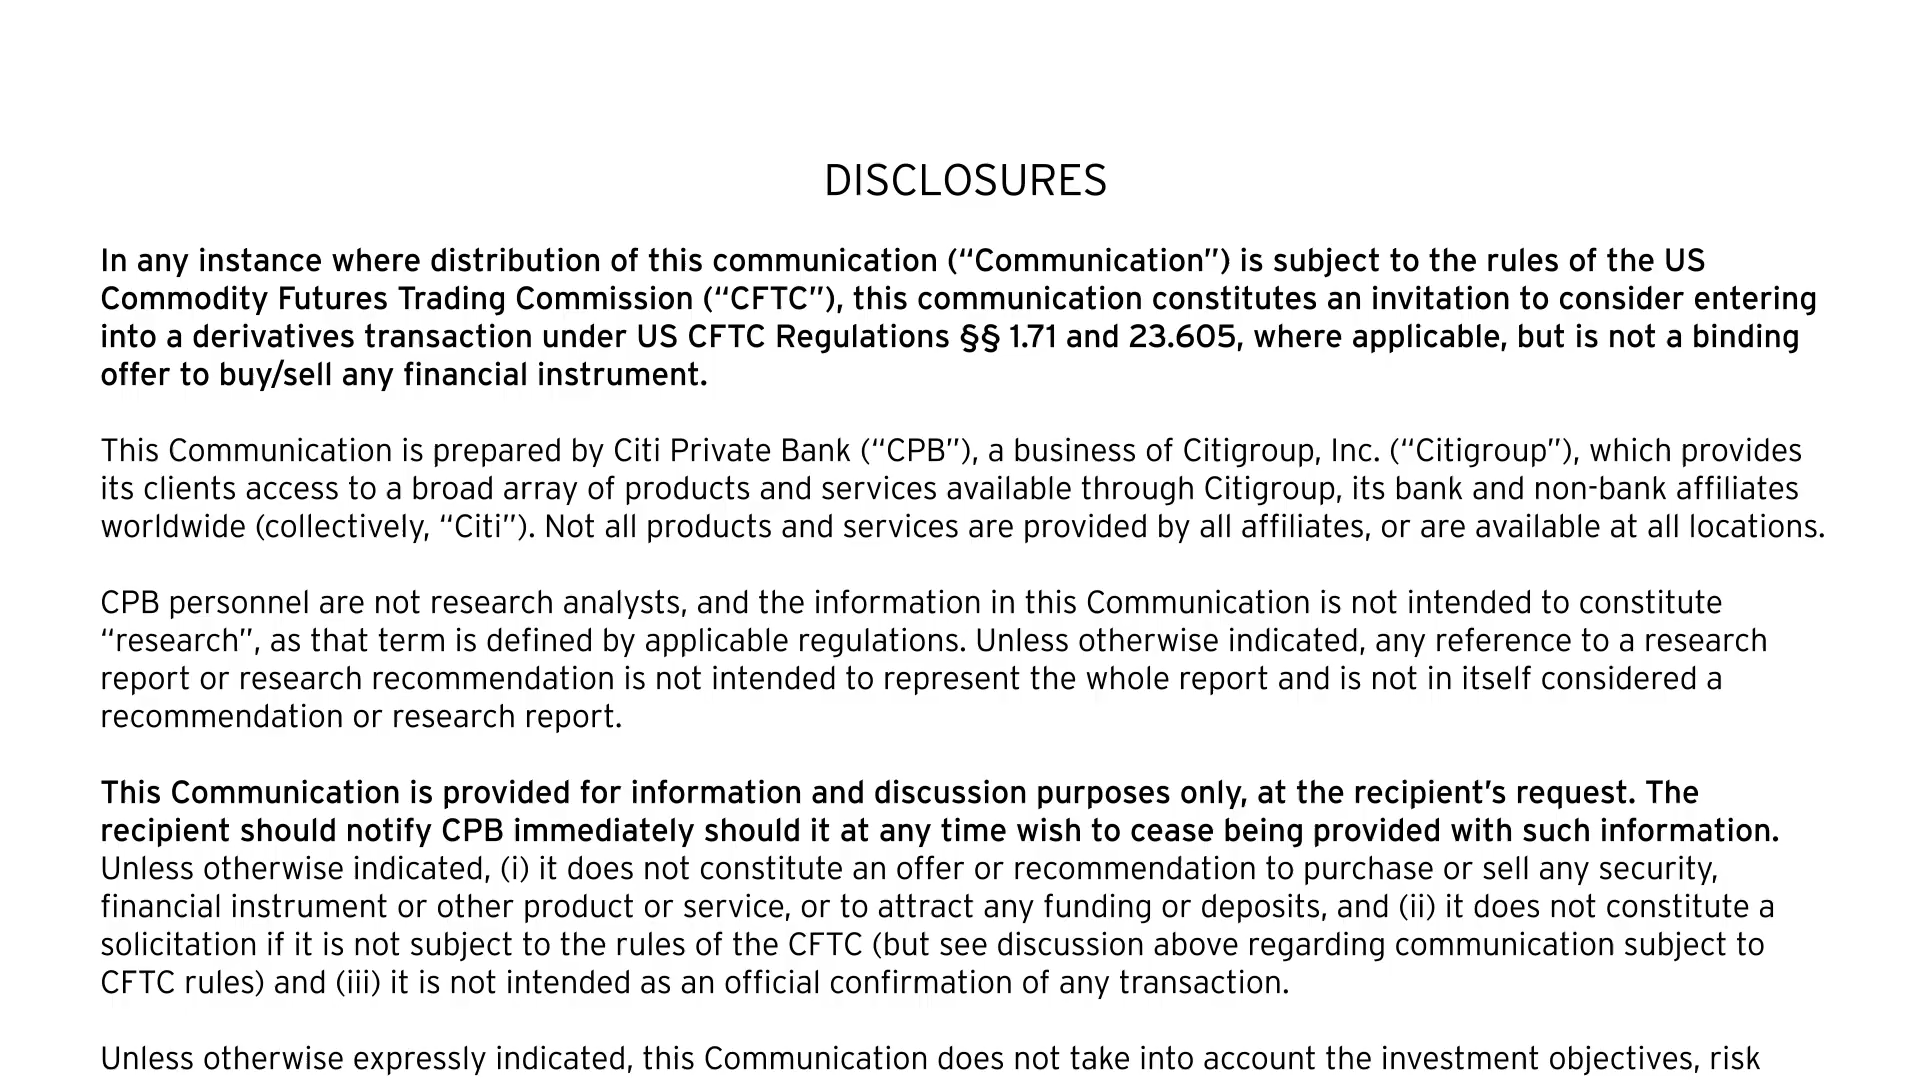 DISCLOSURES
In any instance where distribution of this communication (“Communication”) is subject to the rules of the US
Commodity Futures Trading Commission (“CFTC”), this communication constitutes an invitation to consider entering
into a derivatives transaction under US CFTC Regulations §§ 1.71 and 23.605, where applicable, but is not a binding
offer to buy/sell any financial instrument.
This Communication is prepared by Citi Private Bank (“CPB”), a business of Citigroup, Inc. (“Citigroup”), which provides
its clients access to a broad array of products and services available through Citigroup, its bank and non-bank affiliates
worldwide (collectively, “Citi”). Not all products and services are provided by all affiliates, or are available at all locations.
CPB personnel are not research analysts, and the information in this Communication is not intended to constitute
“research”, as that term is defined by applicable regulations. Unless otherwise indicated, any reference to a research
report or research recommendation is not intended to represent the whole report and is not in itself considered a
recommendation or research report.
This Communication is provided for information and discussion purposes only, at the recipient’s request. The
recipient should notify CPB immediately should it at any time wish to cease being provided with such information.
Unless otherwise indicated, (i) it does not constitute an offer or recommendation to purchase or sell any security,
financial instrument or other product or service, or to attract any funding or deposits, and (ii) it does not constitute a
solicitation if it is not subject to the rules of the CFTC (but see discussion above regarding communication subject to
CFTC rules) and (iii) it is not intended as an official confirmation of any transaction.
Unless otherwise expressly indicated, this Communication does not take into account the investment objectives, risk